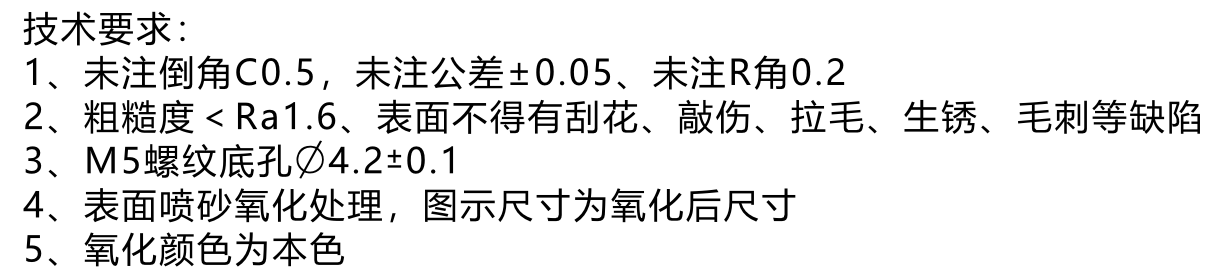 技术要求：
1、未注倒角C0.5，未注公差±0.05、未注R角0.2
2、粗糙度＜Ra1.6、表面不得有刮花、敲伤、拉毛、生锈、毛刺等缺陷
3、M5螺纹底孔∅4.2±0.1
4、表面喷砂氧化处理，图示尺寸为氧化后尺寸
5、氧化颜色为本色